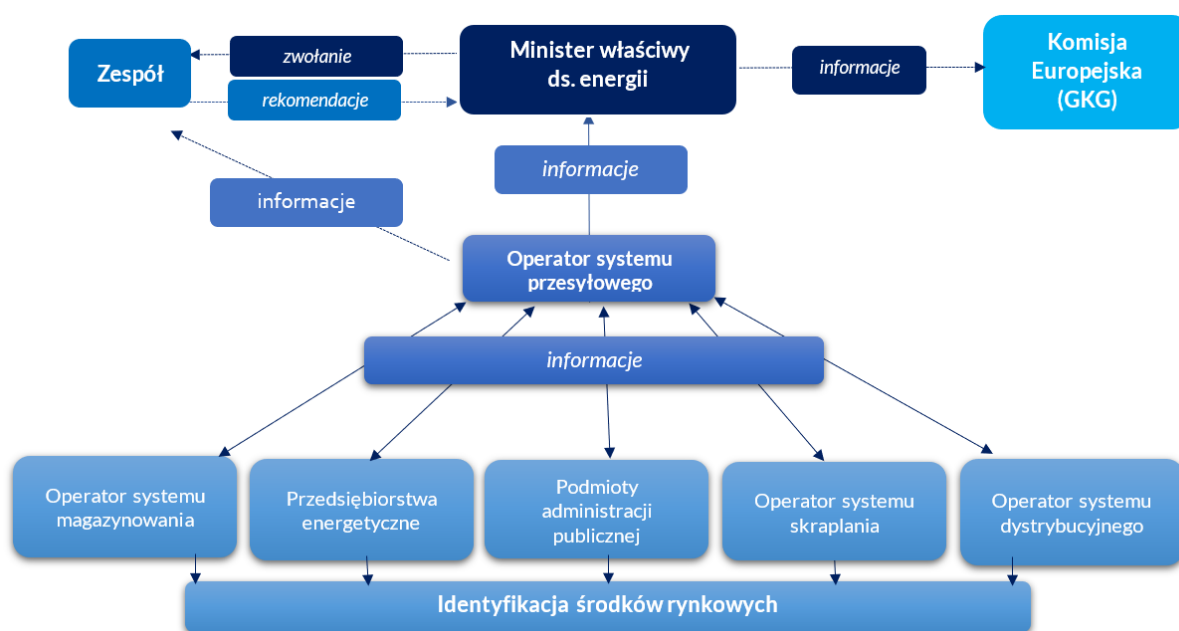 Zespół
zwołanie
rekomendacje
Minister właściwy
ds. energii
informacje
Komisja
Europejska
(GKG)
informacje
informacje
Operator systemu
przesyłowego
informacje
Operator systemu
magazynowania
Przedsiębiorstwa
energetyczne
Podmioty
administracji
publicznej
Operator systemu
skraplania
Operator systemu
dystrybucyjnego
Identyfikacja środków rynkowych